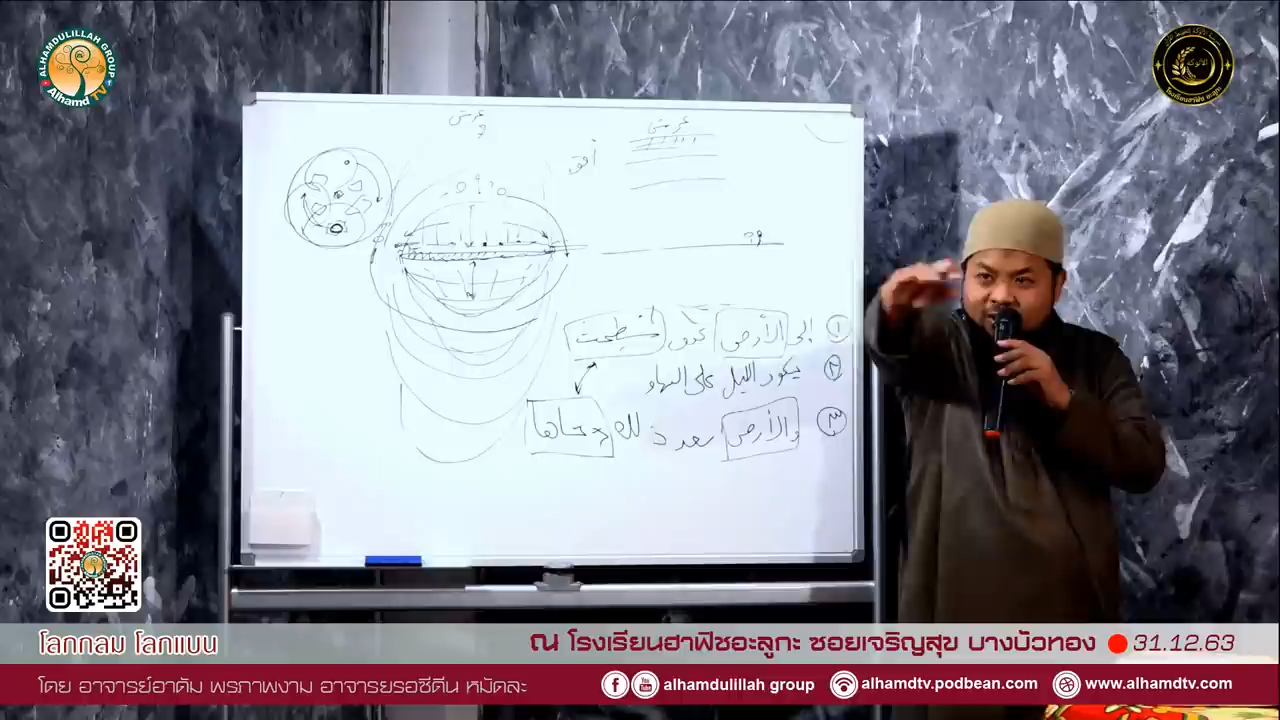 ALHAMDULILLAH GROUP
Alhamd TV
الألوكة
عرش
?
عرش
أفق
??
١ إلى الأرض كيف سُطِحَت
٢ يكور الليل على النهار
٣ والأرض بعد ذلك دحاها
โลกกลม โลกแบน
ณ โรงเรียนฮาฟิซอะลูกะ ซอยเจริญสุข บางบัวทอง 31.12.63
โดย อาจารย์อาดัม พรภาพงาม อาจารยรอซีดีน หมัดละ
alhamdulillah group
alhamdtv.podbean.com
www.alhamdtv.com